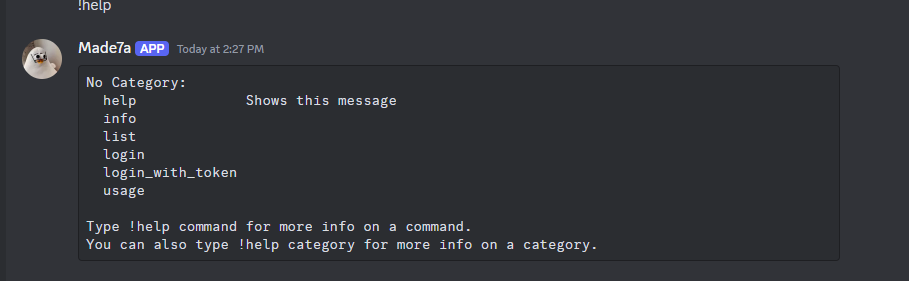 !help
Made7a APP Today at 2:27 PM
No Category:
  help             Shows this message
  info
  list
  login
  login_with_token
  usage

Type !help command for more info on a command.
You can also type !help category for more info on a category.